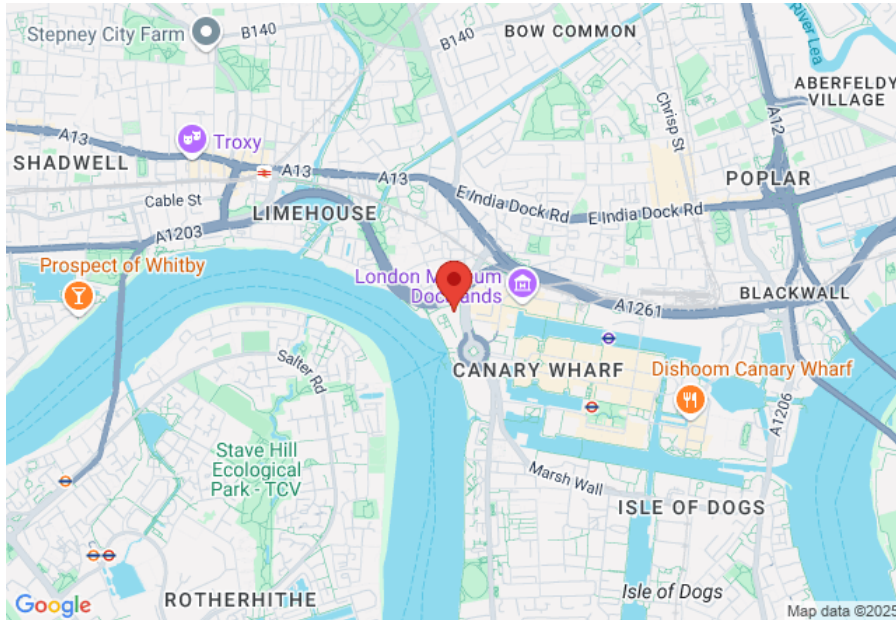 Stepney City Farm
B140
B140
BOW COMMON
River Lea
ABERFELDY
VILLAGE
A13
Troxy
Chrisp St
A12
SHADWELL
A13
A13
POPLAR
Cable St
E India Dock Rd
E India Dock Rd
LIMEHOUSE
A1203
Prospect of Whitby
London M um
Doc lands
BLACKWALL
A1261
Salter Rd
CANARY WHARF
Dishoom Canary Wharf
A1206
Stave Hill
Ecological
Park - TCV
Marsh Wall
ISLE OF DOGS
Isle of Dogs
ROTHERHITHE
Google
Map data ©2025